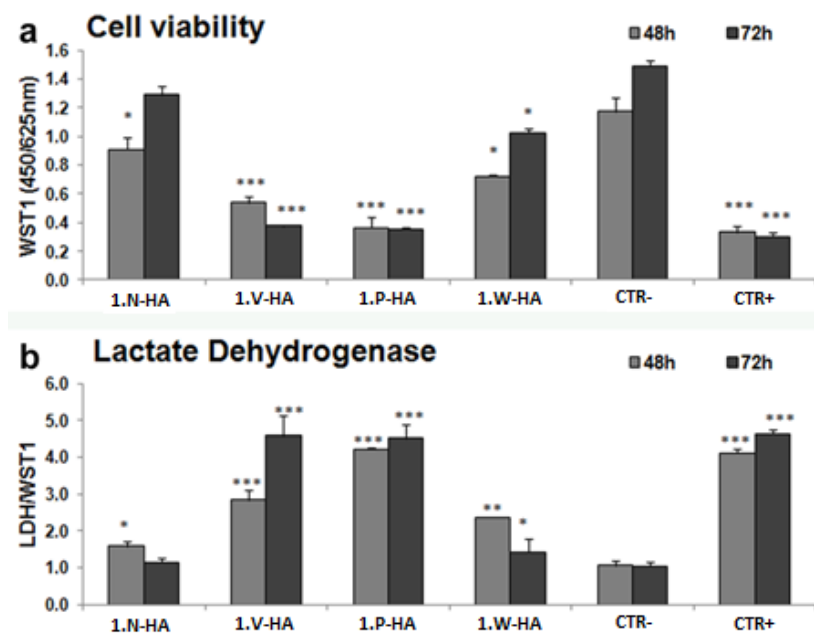 a Cell viability
48h 72h
WST1 (450/625nm)
1.6
1.4
1.2
1.0
0.8
0.6
0.4
0.2
0.0
* *** *** *** *** * * *** ***
1.N-HA 1.V-HA 1.P-HA 1.W-HA CTR- CTR+
b Lactate Dehydrogenase
48h 72h
LDH/WST1
6.0
5.0
4.0
3.0
2.0
1.0
0.0
* *** *** *** *** ** * *** ***
1.N-HA 1.V-HA 1.P-HA 1.W-HA CTR- CTR+